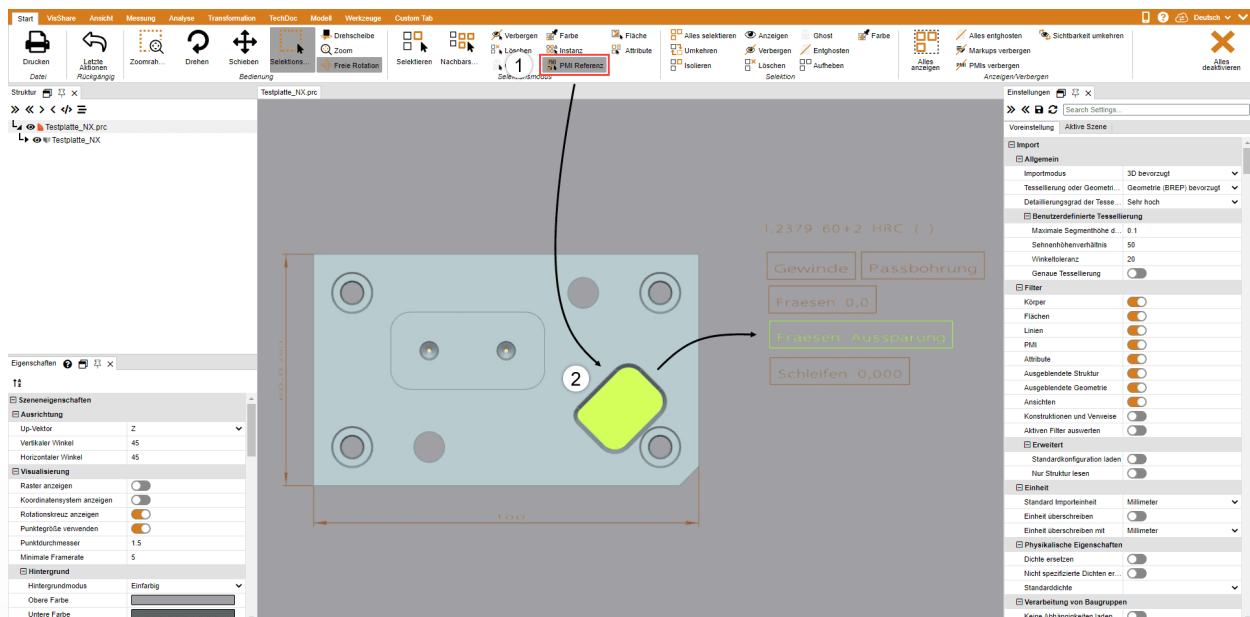 Start VisShare Ansicht Messung Analyse Transformation TechDoc Modell Werkzeuge Custom Tab Deutsch
Drucken
Datei
Letzte Aktionen
Rückgängig
Zoomrah... Drehen Schieben Selektions...
Drehscheibe
Zoom
Freie Rotation
Bedienung
Selektieren Nachbars...
Verbergen Farbe Fläche
Löschen Instanz Attribute
1 PMI Referenz
Selektionsmodus
Alles selektieren Anzeigen Ghost Farbe
Umkehren Verbergen Entghosten
Isolieren Löschen Aufheben
Selektion
Alles anzeigen
Alles entghosten Sichtbarkeit umkehren
Markups verbergen
PMI PMIs verbergen
Anzeigen/Verbergen
Alles deaktivieren
Struktur
Testplatte_NX.prc
Testplatte_NX
Eigenschaften
Szeneneigenschaften
Ausrichtung
Up-Vektor Z
Vertikaler Winkel 45
Horizontaler Winkel 45
Visualisierung
Raster anzeigen
Koordinatensystem anzeigen
Rotationskreuz anzeigen
Punktegröße verwenden
Punktdurchmesser 1.5
Minimale Framerate 5
Hintergrund
Hintergrundmodus Einfarbig
Obere Farbe
Untere Farbe
Testplatte_NX.prc
1,2379 60+2 HRC ( )
Gewinde Passbohrung
Fraesen 0,0
Fraesen Aussparung
Schleifen 0,000
2
100
Einstellungen
Search Settings...
Voreinstellung Aktive Szene
Import
Allgemein
Importmodus 3D bevorzugt
Tessellierung oder Geometri... Geometrie (BREP) bevorzugt
Detaillierungsgrad der Tesse... Sehr hoch
Benutzerdefinierte Tessellierung
Maximale Segmenthöhe d... 0.1
Sehnenhöhenverhältnis 50
Winkeltoleranz 20
Genaue Tessellierung
Filter
Körper
Flächen
Linien
PMI
Attribute
Ausgeblendete Struktur
Ausgeblendete Geometrie
Ansichten
Konstruktionen und Verweise
Aktiven Filter auswerten
Erweitert
Standardkonfiguration laden
Nur Struktur lesen
Einheit
Standard Importeinheit Millimeter
Einheit überschreiben
Einheit überschreiben mit Millimeter
Physikalische Eigenschaften
Dichte ersetzen
Nicht spezifizierte Dichten er...
Standarddichte
Verarbeitung von Baugruppen
Keine Abhängigkeiten laden